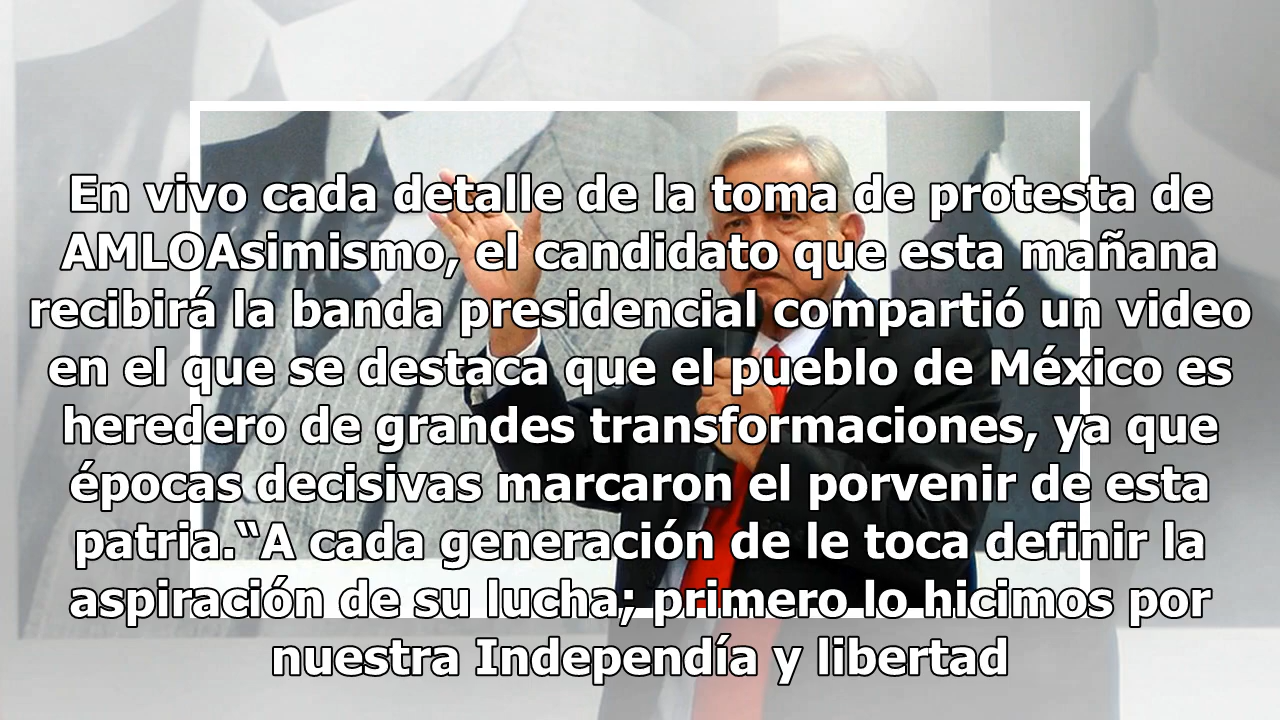 En vivo cada detalle de la toma de protesta de
AMLOAsimismo, el candidato que esta mañana
recibirá la banda presidencial compartió un video
en el que se destaca que el pueblo de México es
heredero de grandes transformaciones, ya que
épocas decisivas marcaron el porvenir de esta
patria.“A cada generación de le toca definir la
aspiración de su lucha; primero lo hicimos por
nuestra Independía y libertad